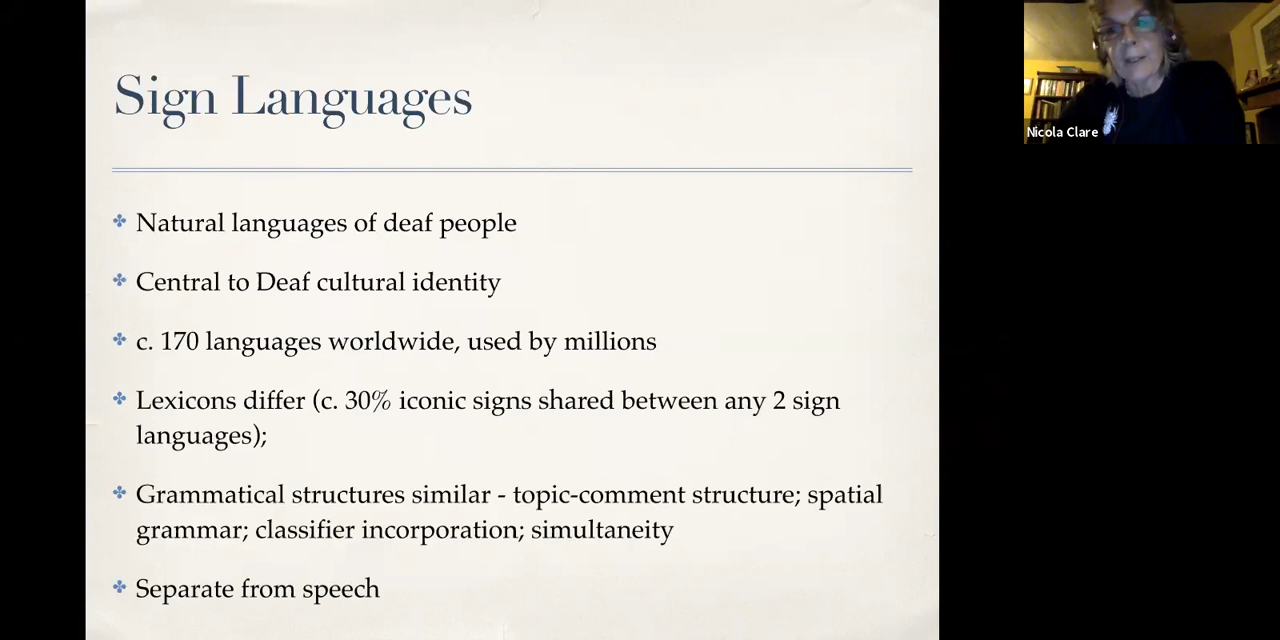 Sign Languages
Natural languages of deaf people
Central to Deaf cultural identity
c. 170 languages worldwide, used by millions
Lexicons differ (c. 30% iconic signs shared between any 2 sign
languages);
Grammatical structures similar - topic-comment structure; spatial
grammar; classifier incorporation; simultaneity
Separate from speech
Nicola Clare